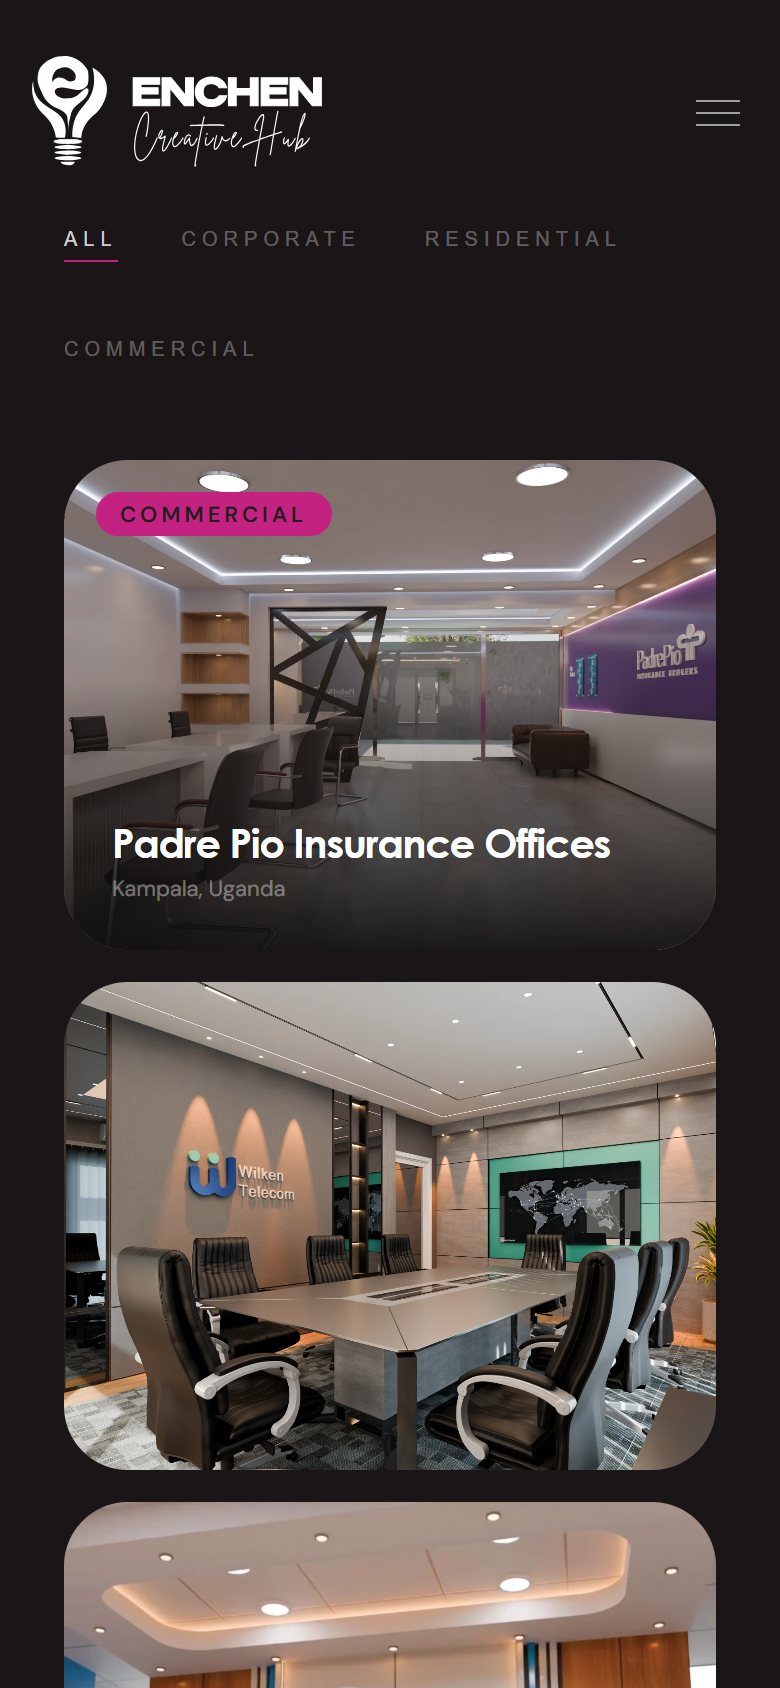 ENCHEN
Creative Hub
ALL CORPORATE RESIDENTIAL
COMMERCIAL
COMMERCIAL
PadrePio
INSURANCE BROKERS
Padre Pio Insurance Offices
Kampala, Uganda
Wilken
Telecom